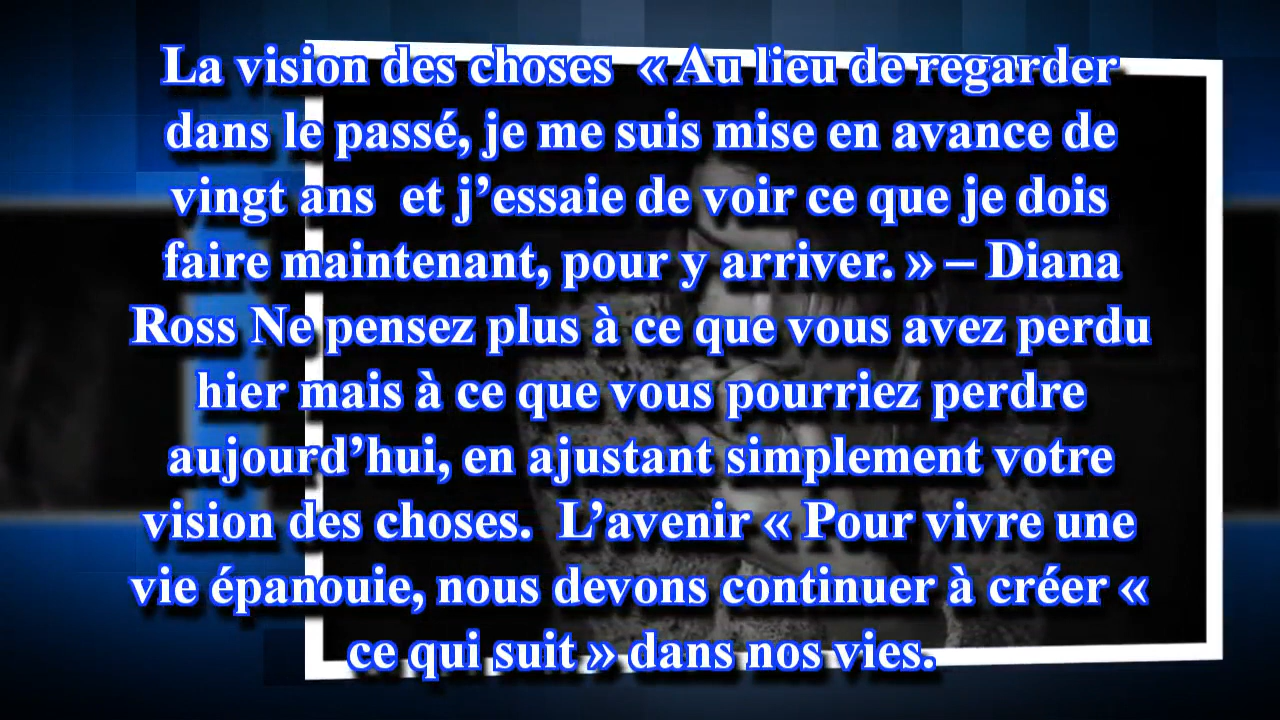 La vision des choses  « Au lieu de regarder
dans le passé, je me suis mise en avance de
vingt ans  et j’essaie de voir ce que je dois
faire maintenant, pour y arriver. » – Diana
Ross Ne pensez plus à ce que vous avez perdu
hier mais à ce que vous pourriez perdre
aujourd’hui, en ajustant simplement votre
vision des choses.  L’avenir « Pour vivre une
vie épanouie, nous devons continuer à créer «
ce qui suit » dans nos vies.